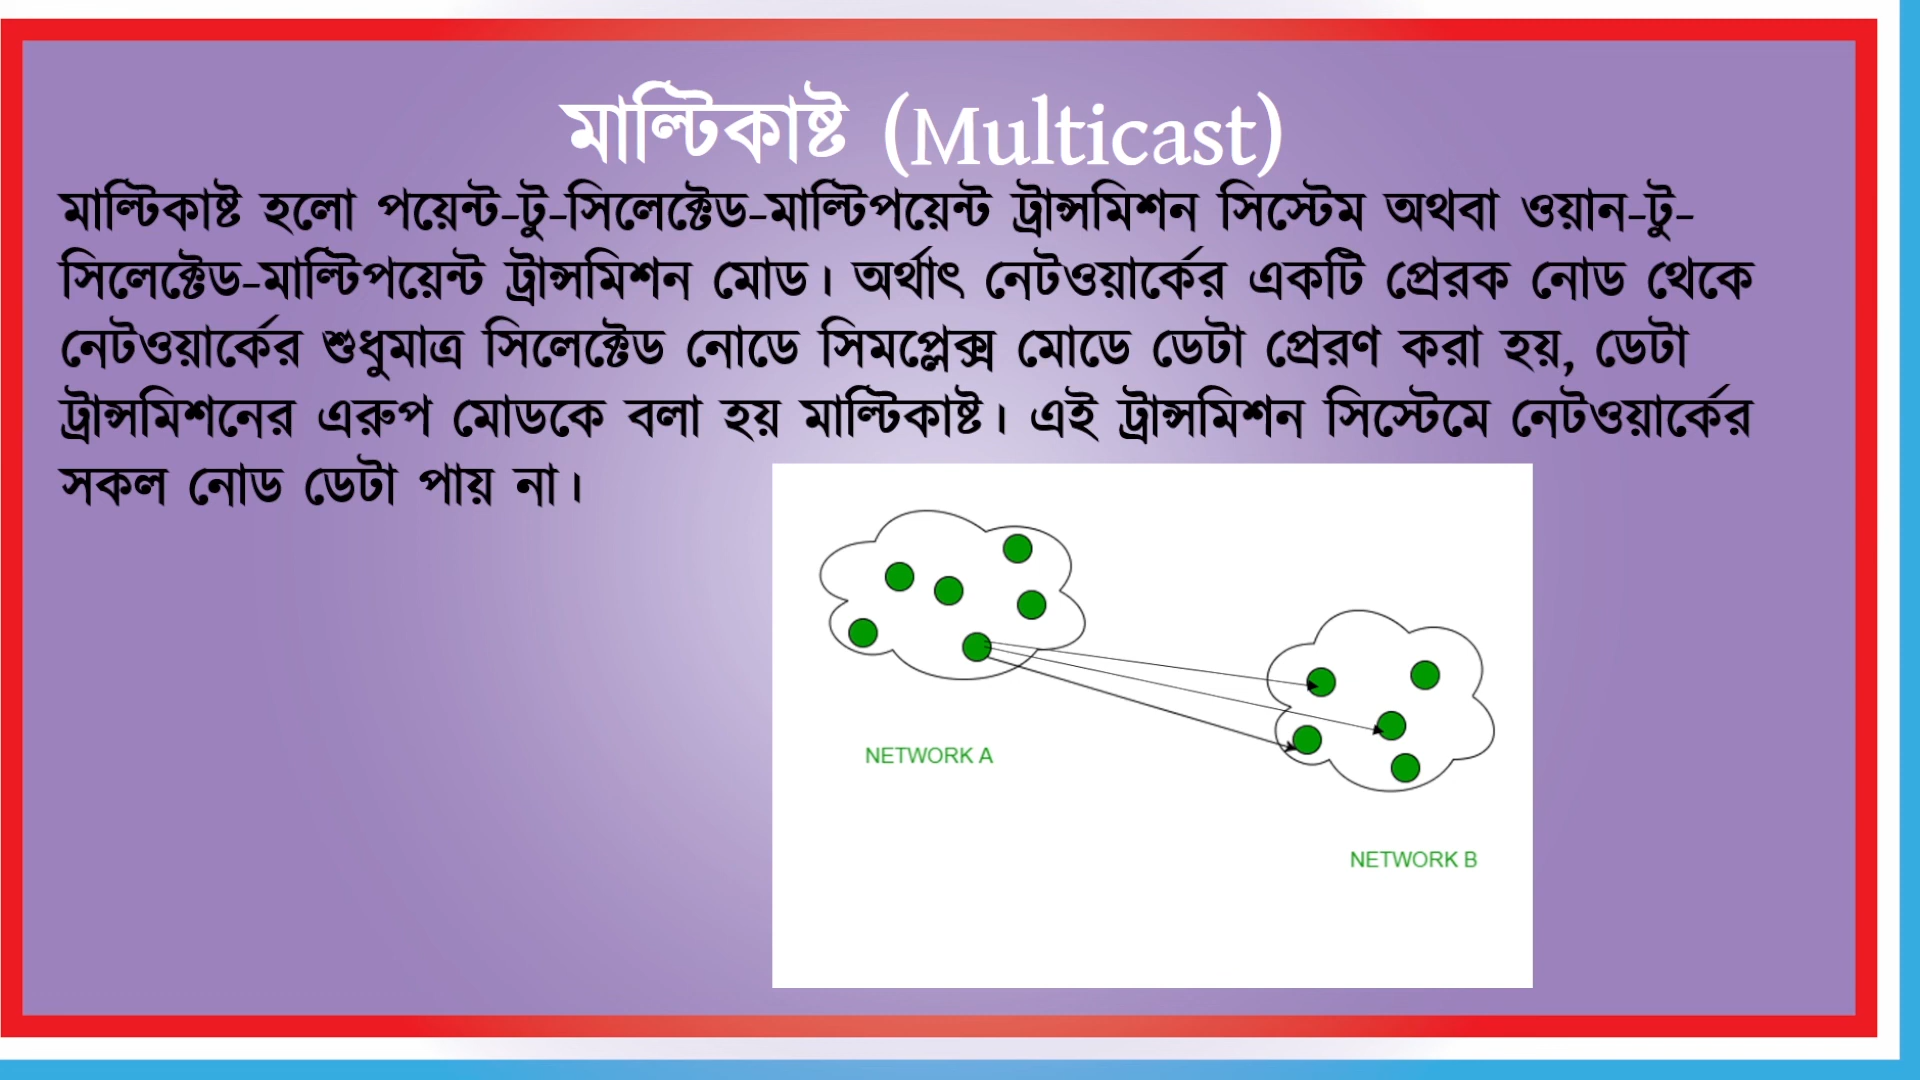 মাল্টিকাষ্ট (Multicast)
মাল্টিকাষ্ট হলো পয়েন্ট-টু-সিলেক্টেড-মাল্টিপয়েন্ট ট্রান্সমিশন সিস্টেম অথবা ওয়ান-টু-
সিলেক্টেড-মাল্টিপয়েন্ট ট্রান্সমিশন মোড। অর্থাৎ নেটওয়ার্কের একটি প্রেরক নোড থেকে
নেটওয়ার্কের শুধুমাত্র সিলেক্টেড নোডে সিমপ্লেক্স মোডে ডেটা প্রেরণ করা হয়, ডেটা
ট্রান্সমিশনের এরুপ মোডকে বলা হয় মাল্টিকাষ্ট। এই ট্রান্সমিশন সিস্টেমে নেটওয়ার্কের
সকল নোড ডেটা পায় না।
NETWORK A
NETWORK B